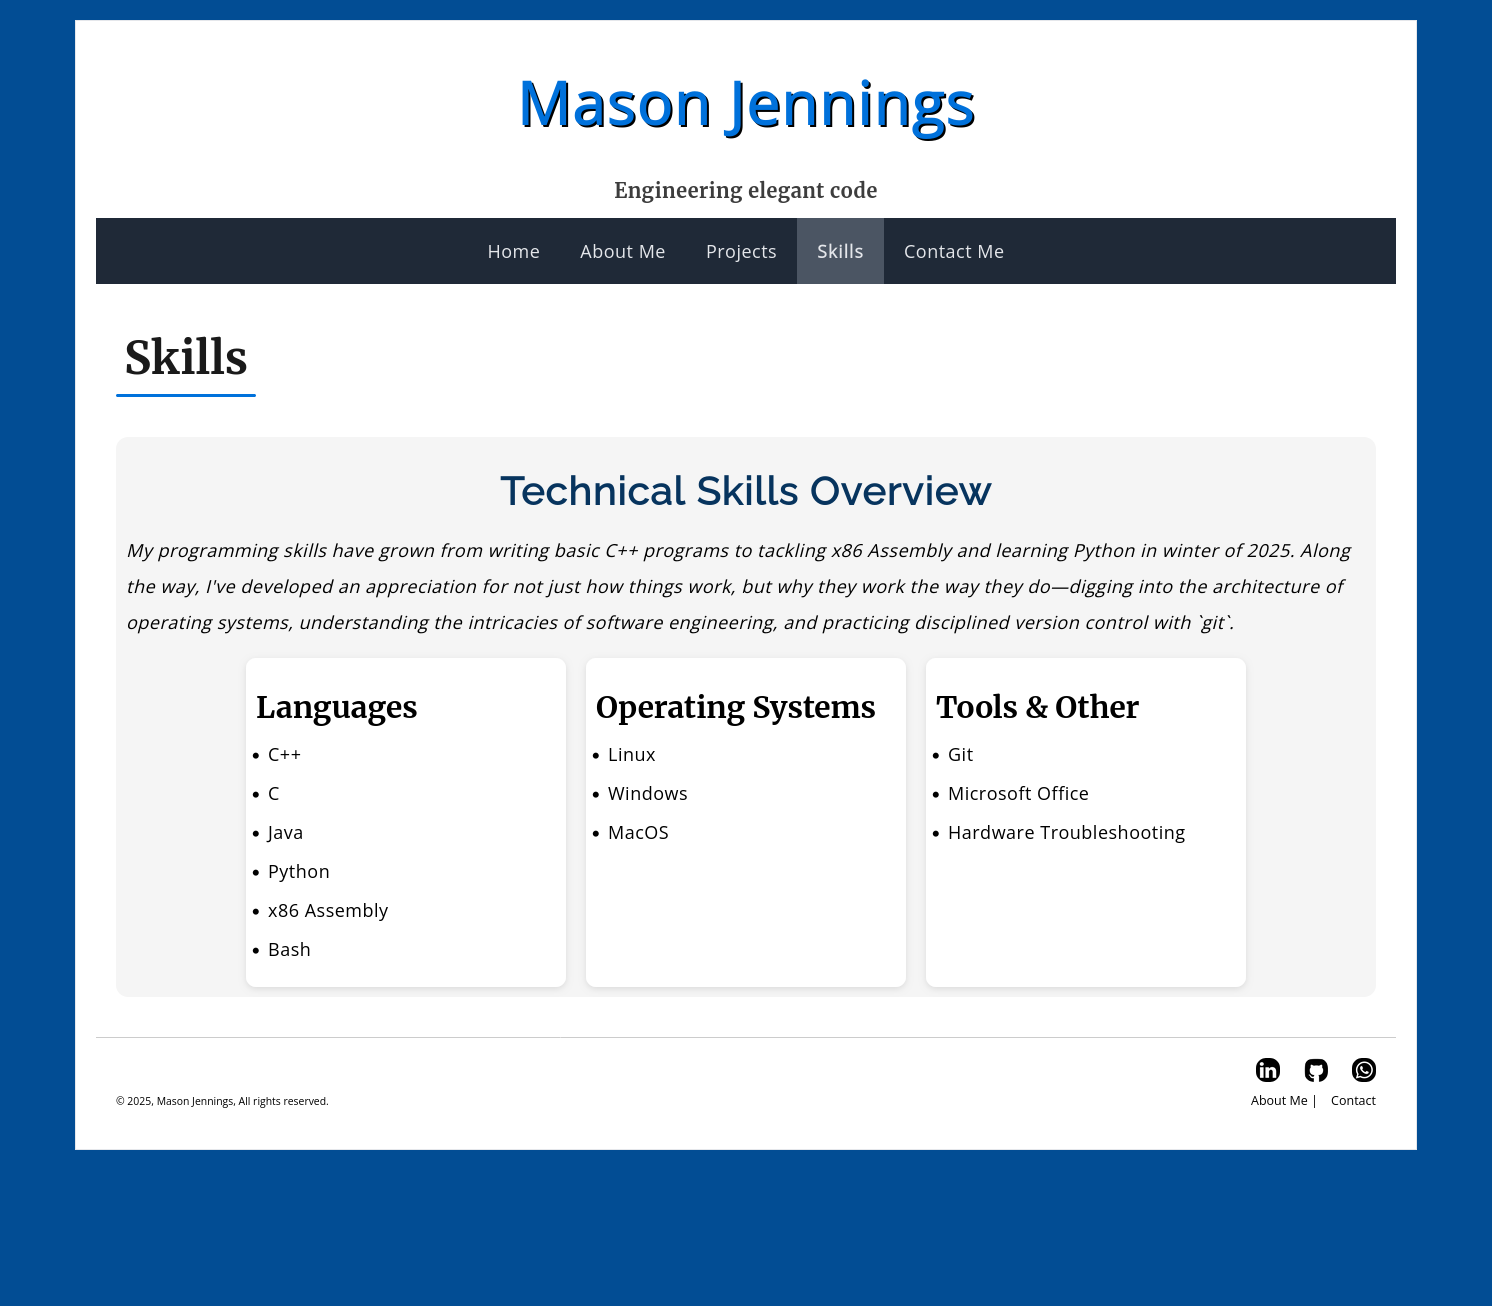 Mason Jennings
Engineering elegant code
Home About Me Projects Skills Contact Me
Skills
Technical Skills Overview
My programming skills have grown from writing basic C++ programs to tackling x86 Assembly and learning Python in winter of 2025. Along
the way, I've developed an appreciation for not just how things work, but why they work the way they do—digging into the architecture of
operating systems, understanding the intricacies of software engineering, and practicing disciplined version control with `git`.
Languages
• C++
• C
• Java
• Python
• x86 Assembly
• Bash
Operating Systems
• Linux
• Windows
• MacOS
Tools & Other
• Git
• Microsoft Office
• Hardware Troubleshooting
in
© 2025, Mason Jennings, All rights reserved.
About Me | Contact